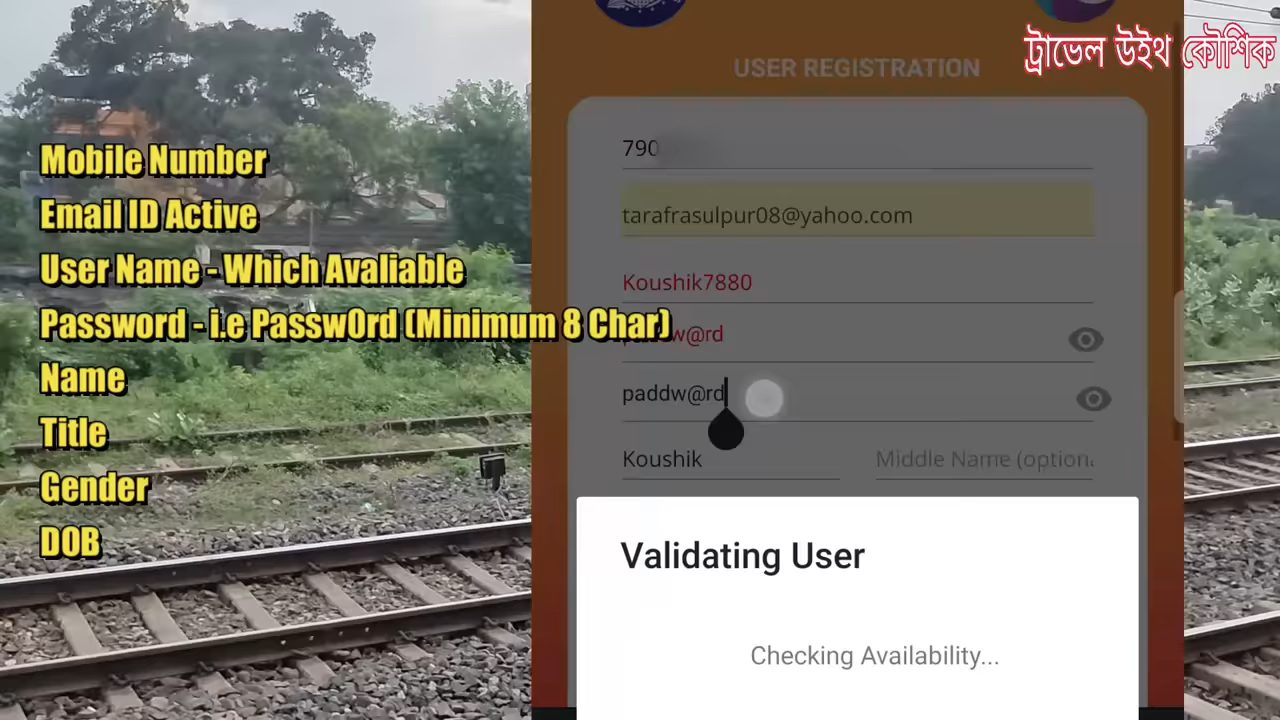 ট্রাভেল উইথ কৌশিক
USER REGISTRATION
Mobile Number
Email ID Active
User Name - Which Avaliable
Password - i.e Passw0rd (Minimum 8 Char)
Name
Title
Gender
DOB
790
tarafrasulpur08@yahoo.com
Koushik7880
w@rd
paddw@rd
Koushik
Middle Name (optiona
Validating User
Checking Availability...